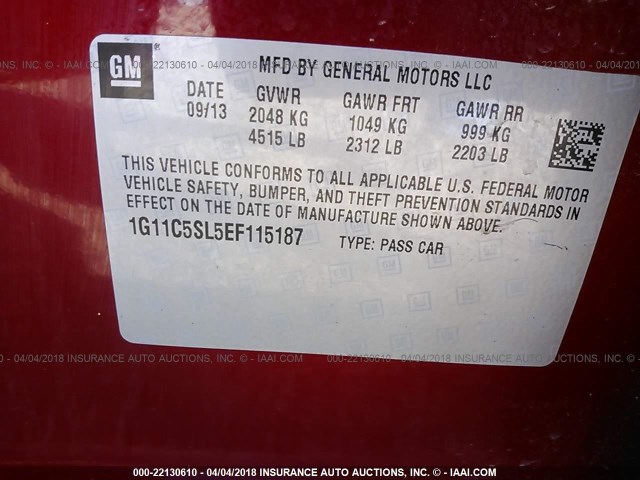 GM ®
MFD BY GENERAL MOTORS LLC
DATE GVWR GAWR FRT GAWR RR
09/13 2048 KG 1049 KG 999 KG
4515 LB 2312 LB 2203 LB
THIS VEHICLE CONFORMS TO ALL APPLICABLE U.S. FEDERAL MOTOR
VEHICLE SAFETY, BUMPER, AND THEFT PREVENTION STANDARDS IN
EFFECT ON THE DATE OF MANUFACTURE SHOWN ABOVE.
1G11C5SL5EF115187 TYPE: PASS CAR
000-22130610 - 04/04/2018 INSURANCE AUTO AUCTIONS, INC. - IAAI.COM